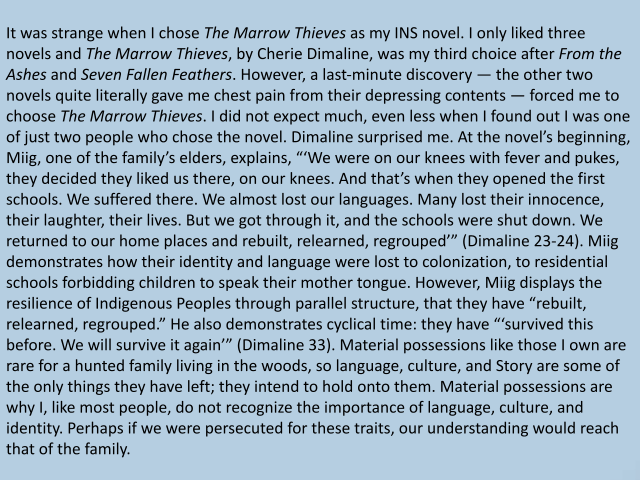 It was strange when I chose The Marrow Thieves as my INS novel. I only liked three
novels and The Marrow Thieves, by Cherie Dimaline, was my third choice after From the
Ashes and Seven Fallen Feathers. However, a last-minute discovery — the other two
novels quite literally gave me chest pain from their depressing contents — forced me to
choose The Marrow Thieves. I did not expect much, even less when I found out I was one
of just two people who chose the novel. Dimaline surprised me. At the novel’s beginning,
Miig, one of the family’s elders, explains, “‘We were on our knees with fever and pukes,
they decided they liked us there, on our knees. And that’s when they opened the first
schools. We suffered there. We almost lost our languages. Many lost their innocence,
their laughter, their lives. But we got through it, and the schools were shut down. We
returned to our home places and rebuilt, relearned, regrouped’” (Dimaline 23-24). Miig
demonstrates how their identity and language were lost to colonization, to residential
schools forbidding children to speak their mother tongue. However, Miig displays the
resilience of Indigenous Peoples through parallel structure, that they have “rebuilt,
relearned, regrouped.” He also demonstrates cyclical time: they have “‘survived this
before. We will survive it again’” (Dimaline 33). Material possessions like those I own are
rare for a hunted family living in the woods, so language, culture, and Story are some of
the only things they have left; they intend to hold onto them. Material possessions are
why I, like most people, do not recognize the importance of language, culture, and
identity. Perhaps if we were persecuted for these traits, our understanding would reach
that of the family.